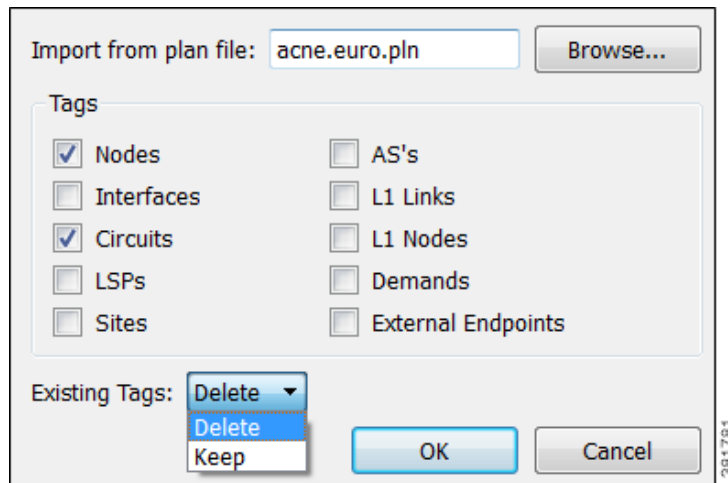 Import from plan file: acne.euro.pln Browse...
Tags
Nodes AS's
Interfaces L1 Links
Circuits L1 Nodes
LSPs Demands
Sites External Endpoints
Existing Tags: Delete
Delete
Keep OK Cancel
381781